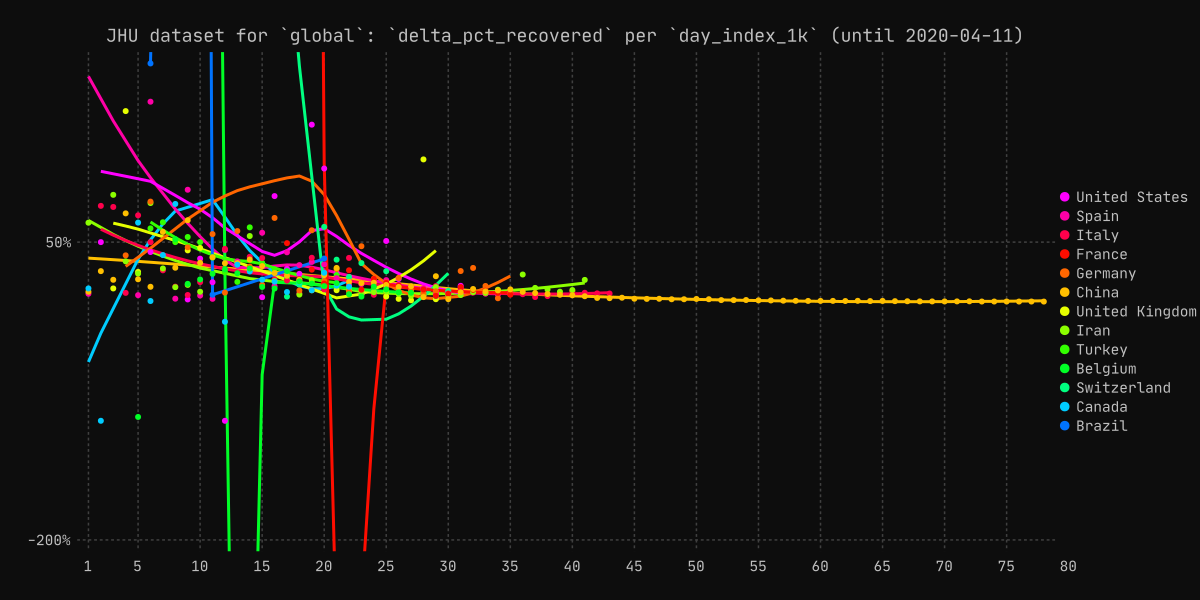 JHU dataset for `global`: `delta_pct_recovered` per `day_index_1k` (until 2020-04-11)
50%
-200%
1 5 10 15 20 25 30 35 40 45 50 55 60 65 70 75 80
United States
Spain
Italy
France
Germany
China
United Kingdom
Iran
Turkey
Belgium
Switzerland
Canada
Brazil